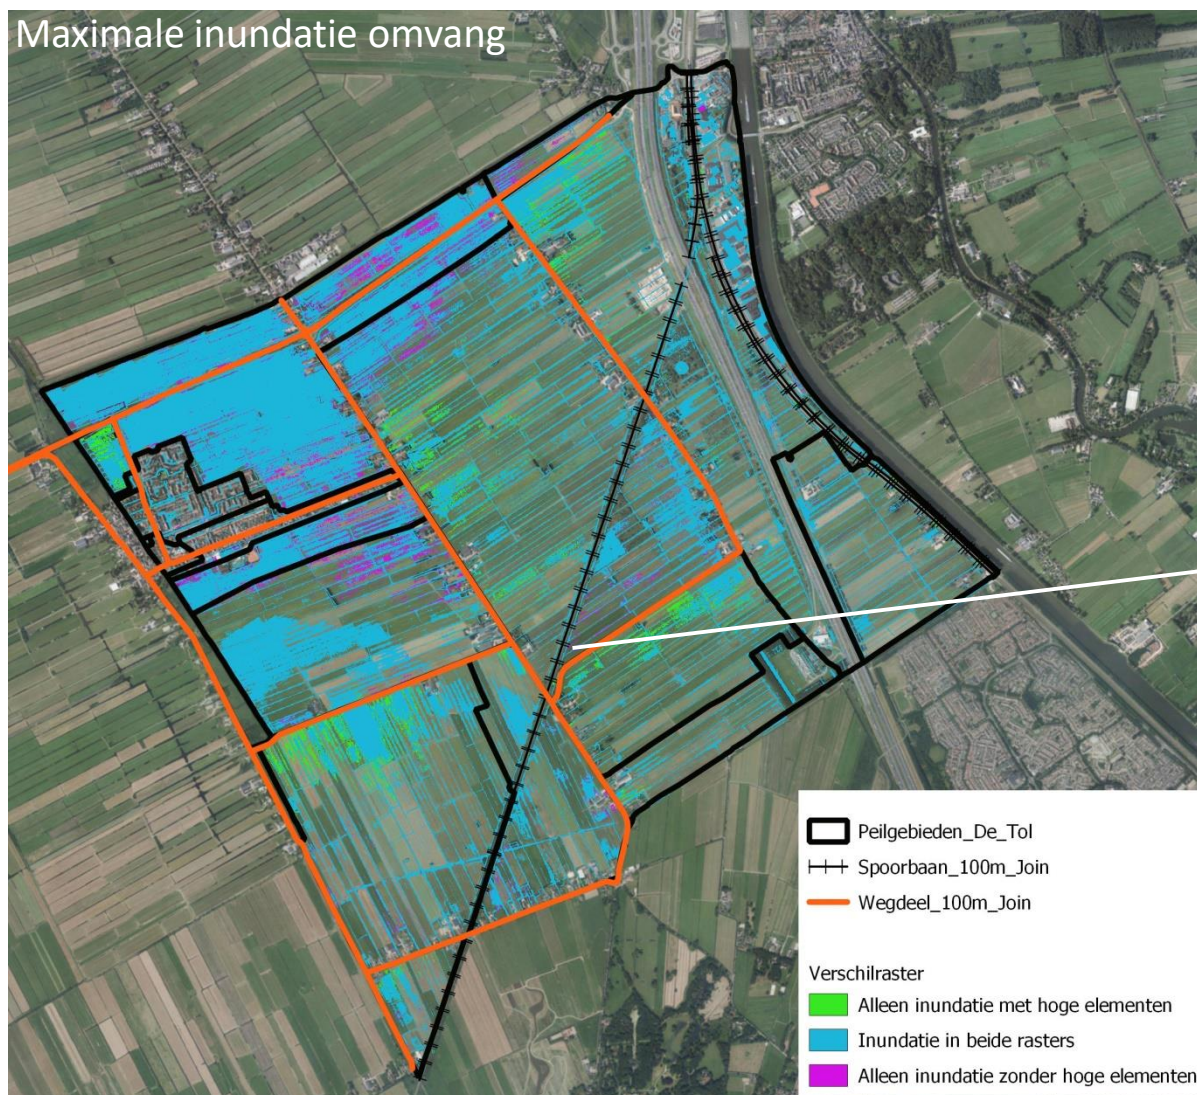 Maximale inundatie omvang
Peilgebieden_De_Tol
Spoorbaan_100m_Join
Wegdeel_100m_Join
Verschilraster
Alleen inundatie met hoge elementen
Inundatie in beide rasters
Alleen inundatie zonder hoge elementen